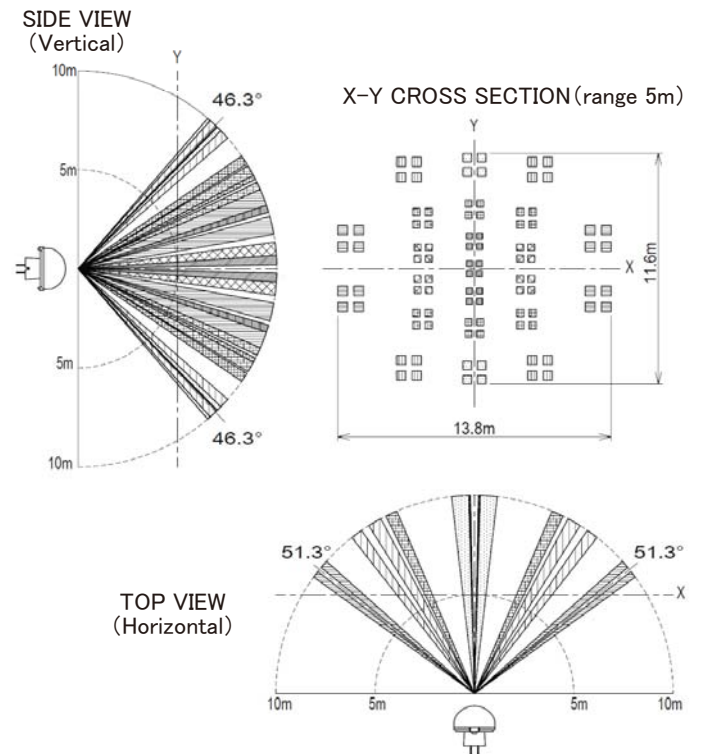 SIDE VIEW
(Vertical)
Y
10m
46.3°
5m
5m
46.3°
10m
X-Y CROSS SECTION(range 5m)
Y
X
11.6m
13.8m
51.3°
51.3°
X
TOP VIEW
(Horizontal)
10m
5m
5m
10m